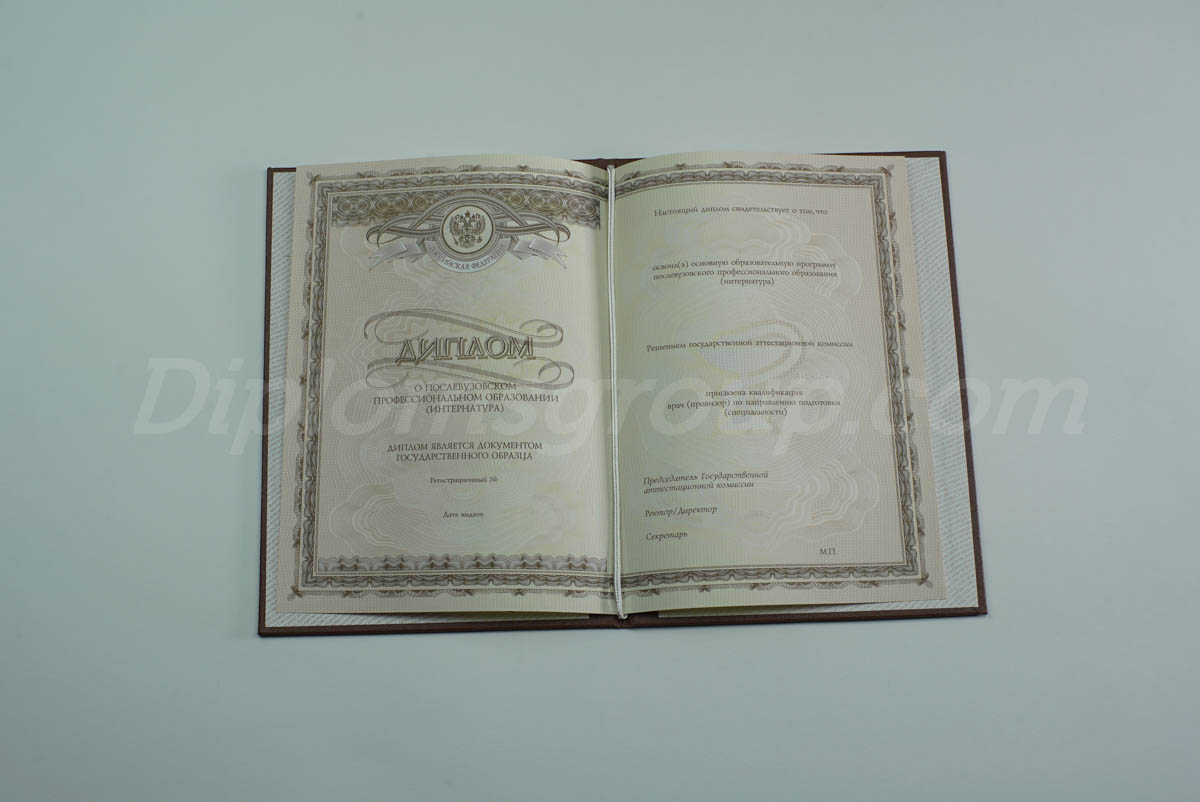 РОССИЙСКАЯ ФЕДЕРАЦИЯ
ДИПЛОМ
О ПОСЛЕВУЗОВСКОМ
ПРОФЕССИОНАЛЬНОМ ОБРАЗОВАНИИ
(ИНТЕРНАТУРА)
ДИПЛОМ ЯВЛЯЕТСЯ ДОКУМЕНТОМ
ГОСУДАРСТВЕННОГО ОБРАЗЦА
Регистрационный №
Дата выдачи
Настоящий диплом свидетельствует о том, что
освоил(а) основную образовательную программу
послевузовского профессионального образования
(интернатура)
Решением государственной аттестационной комиссии
присвоена квалификация
врач (провизор) по направлению подготовки
(специальности)
Председатель Государственной
аттестационной комиссии
Ректор/Директор
Секретарь
М.П.
Diplomsgroup.com